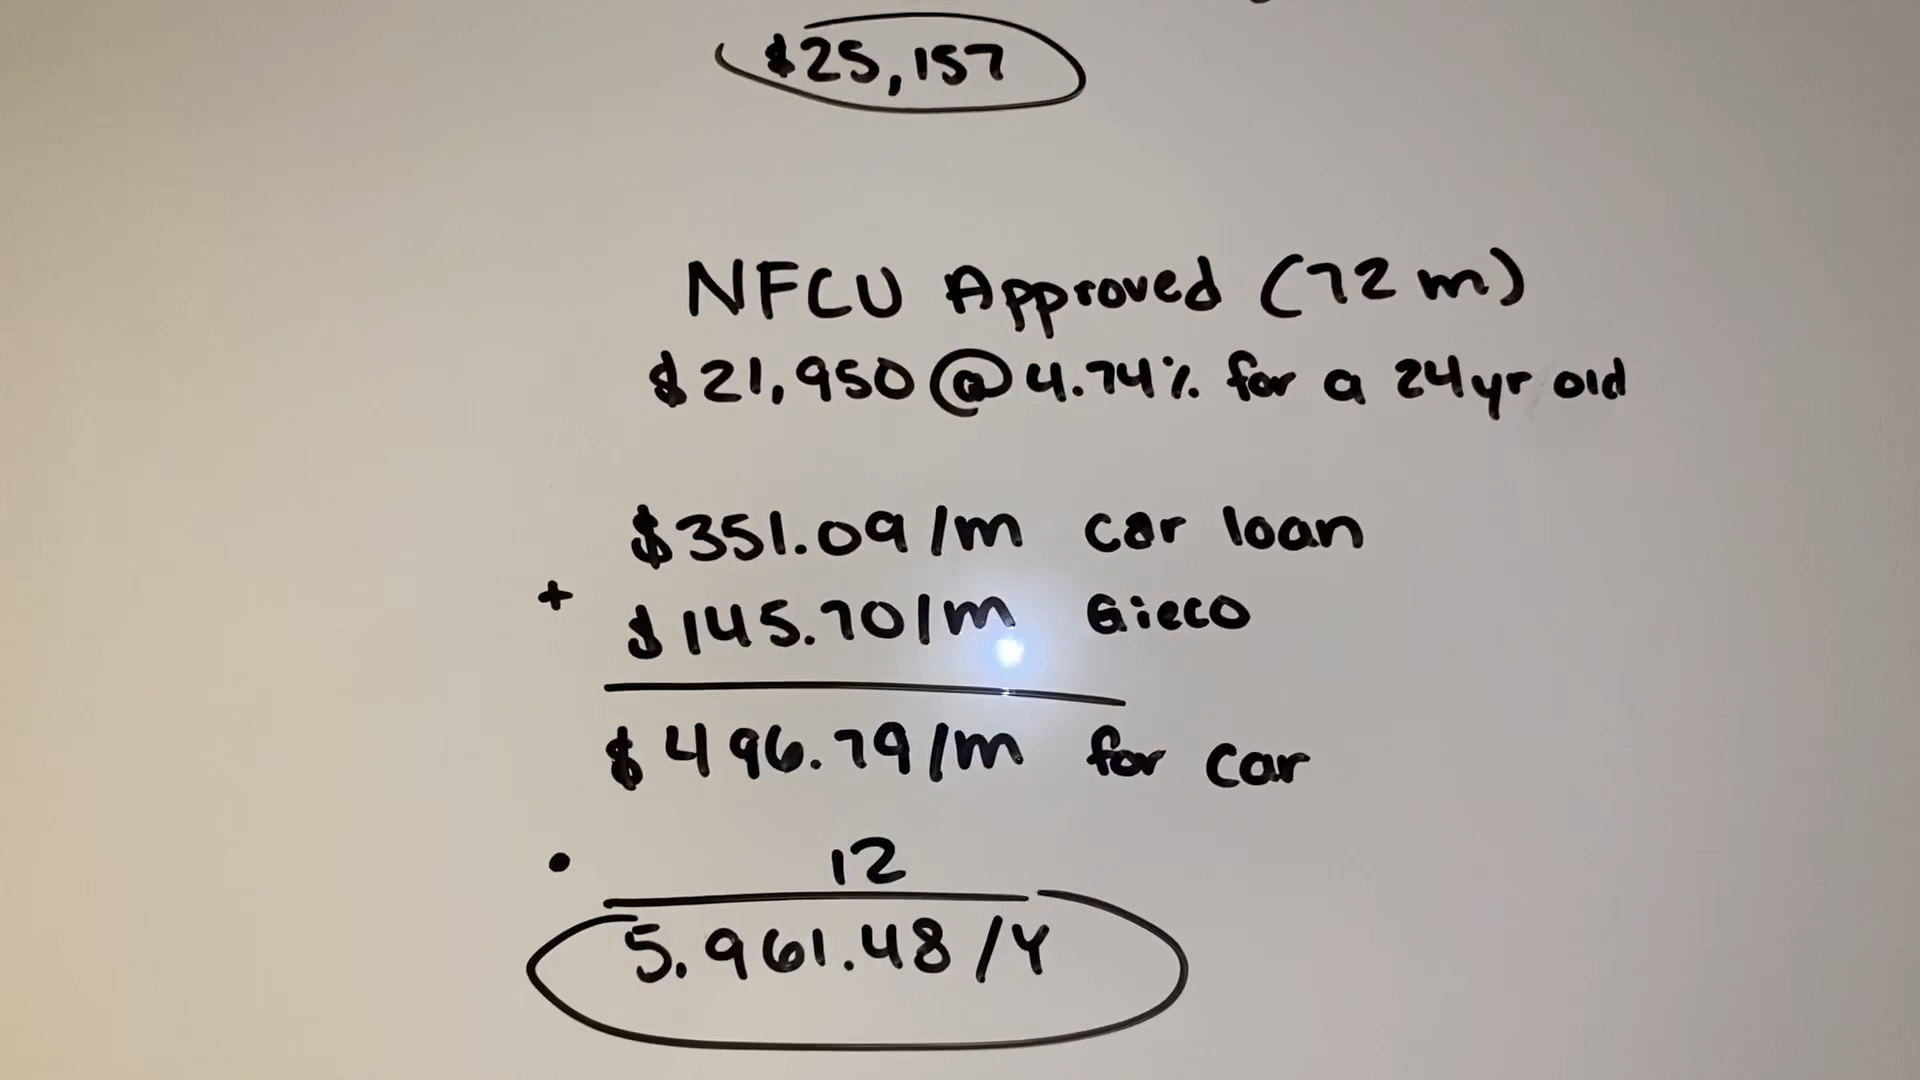 $25,157
NFCU Approved (72 m)
$21,950 @ 4.74% for a 24yr old
$351.09/m car loan
+ $145.70/m Gieco
$496.79/m for car
• 12
5.961.48/Y